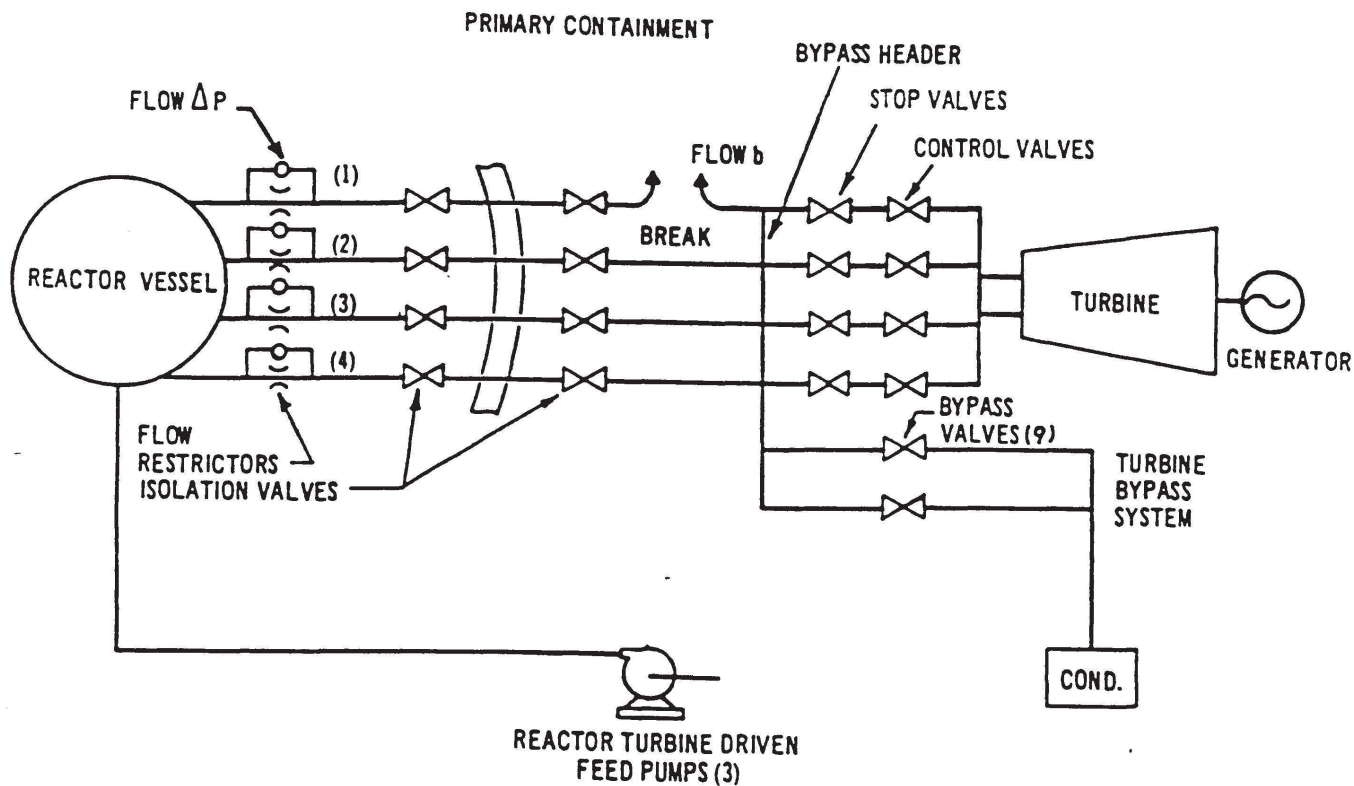 PRIMARY CONTAINMENT
BYPASS HEADER
FLOW ΔP
STOP VALVES
FLOW b
CONTROL VALVES
(1)
BREAK
(2)
REACTOR VESSEL
(3)
TURBINE
(4)
GENERATOR
FLOW
RESTRICTORS
ISOLATION VALVES
BYPASS
VALVES (9)
TURBINE
BYPASS
SYSTEM
COND.
REACTOR TURBINE DRIVEN
FEED PUMPS (3)